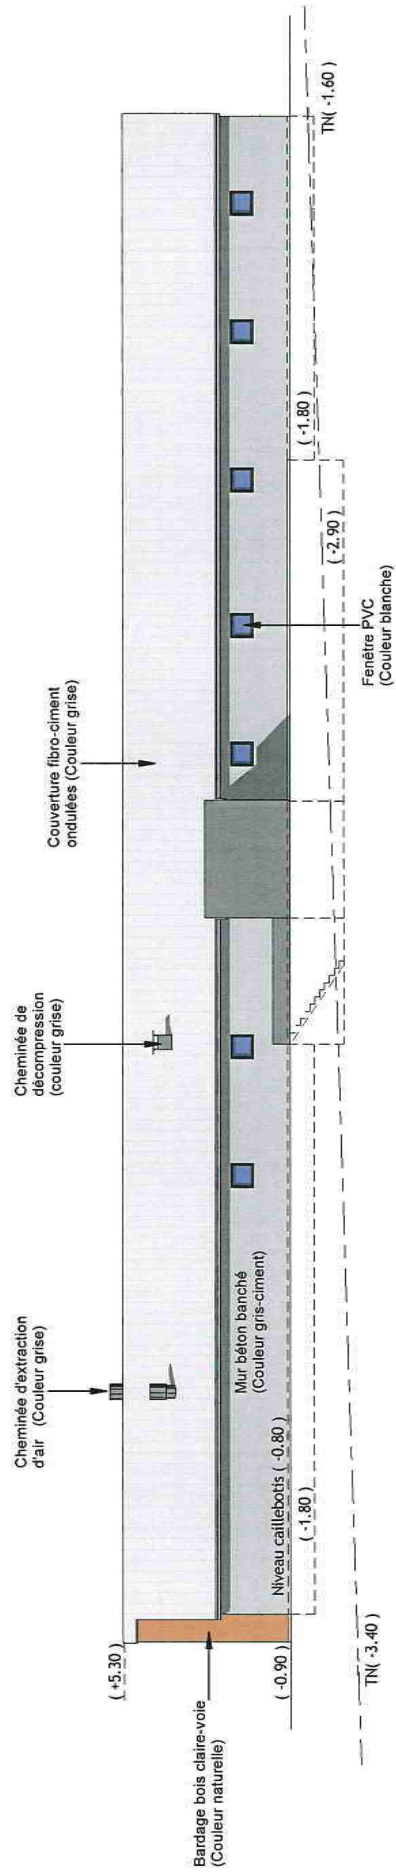 Bardage bois claire-voie
(Couleur naturelle)
( +5.30)
( -0.90)
Cheminée d'extraction
d'air (Couleur grise)
Cheminée de
décompression
(couleur grise)
Couverture fibro-ciment
ondulées (Couleur grise)
Mur béton banché
(Couleur gris-ciment)
Niveau caillebotis ( -0.80 )
( -1.80 )
TN( -3.40 )
Fenêtre PVC
(Couleur blanche)
( -2.90 )
( -1.80 )
TN( -1.60 )